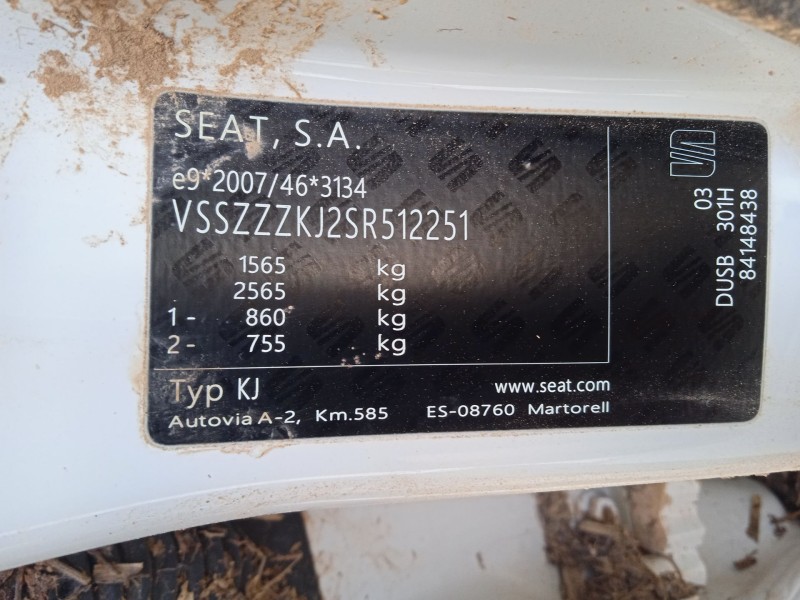 SEAT, S.A.
e9*2007/46*3134
VSSZZZKJ2SR512251
1565 kg
2565 kg
1- 860 kg
2- 755 kg
Typ KJ www.seat.com
Autovia A-2, Km.585 ES-08760 Martorell
03
DUSB 301H
84148438